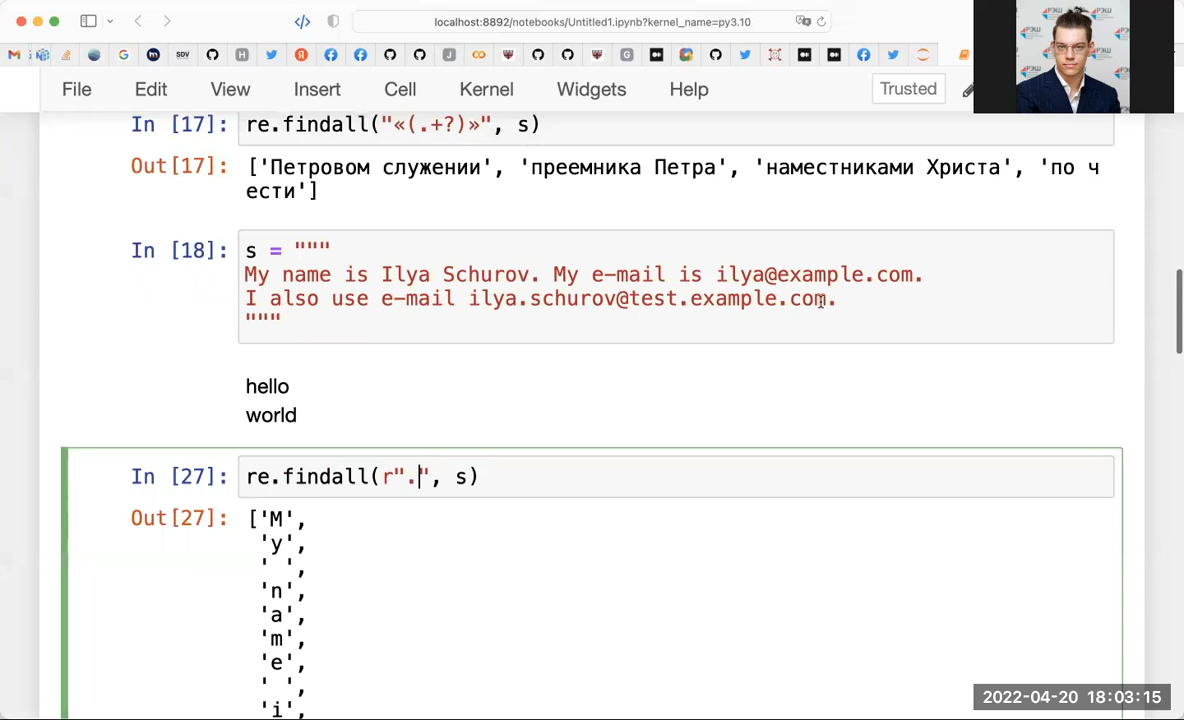 localhost:8892/notebooks/Untitled1.ipynb?kernel_name=py3.10
File Edit View Insert Cell Kernel Widgets Help Trusted
In [17]: re.findall("«(.+?)»", s)
Out[17]: ['Петровом служении', 'преемника Петра', 'наместниками Христа', 'по ч
ести']
In [18]: s = """
My name is Ilya Schurov. My e-mail is ilya@example.com.
I also use e-mail ilya.schurov@test.example.com.
"""
hello
world
In [27]: re.findall(r".", s)
Out[27]: ['M',
'y',
' ',
'n',
'a',
'm',
'e',
' ',
'i',
2022-04-20 18:03:15